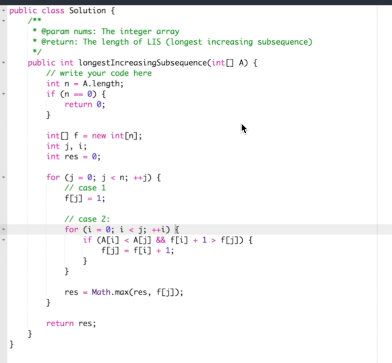 public class Solution {
    /**
     * @param nums: The integer array
     * @return: The length of LIS (longest increasing subsequence)
     */
    public int longestIncreasingSubsequence(int[] A) {
        // write your code here
        int n = A.length;
        if (n == 0) {
            return 0;
        }

        int[] f = new int[n];
        int j, i;
        int res = 0;

        for (j = 0; j < n; ++j) {
            // case 1
            f[j] = 1;

            // case 2:
            for (i = 0; i < j; ++i) {
                if (A[i] < A[j] && f[i] + 1 > f[j]) {
                    f[j] = f[i] + 1;
                }
            }

            res = Math.max(res, f[j]);
        }

        return res;
    }
}